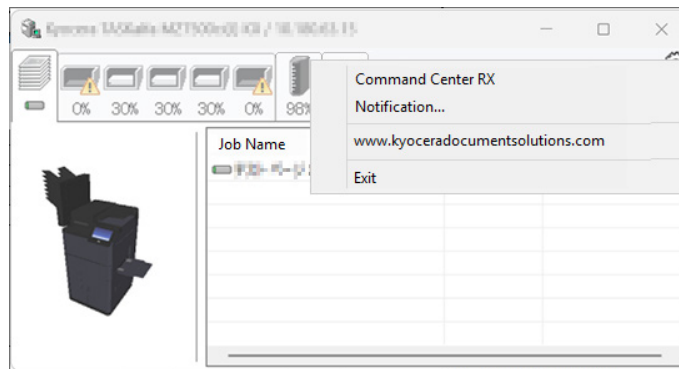 0% 30% 30% 30% 0% 98%
Command Center RX
Notification...
www.kyoceradocumentsolutions.com
Exit
Job Name